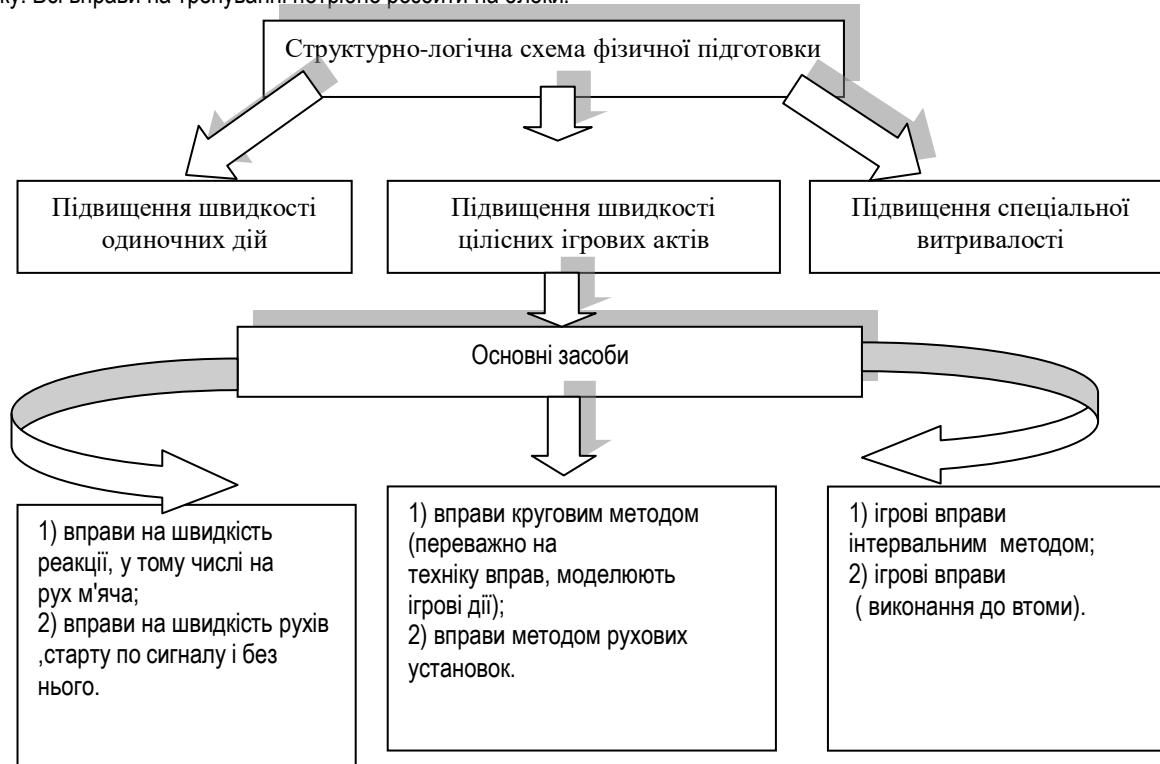 Структурно-логічна схема фізичної підготовки
Підвищення швидкості
одиночних дій
Підвищення швидкості
цілісних ігрових актів
Підвищення спеціальної
витривалості
Основні засоби
1) вправи на швидкість
реакції, у тому числі на
рух м'яча;
2) вправи на швидкість рухів
,старту по сигналу і без
нього.
1) вправи круговим методом
(переважно на
техніку вправ, моделюють
ігрові дії);
2) вправи методом рухових
установок.
1) ігрові вправи
інтервальним методом;
2) ігрові вправи
( виконання до втоми).